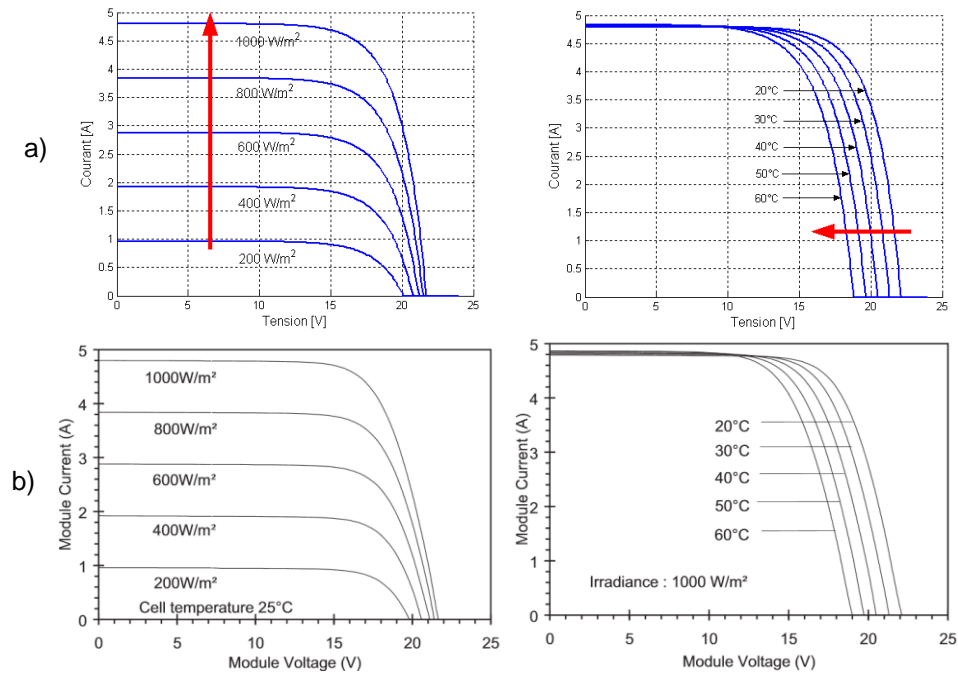 a)
Courant [A]
5
4.5
4
3.5
3
2.5
2
1.5
1
0.5
0
1000 W/m²
800 W/m²
600 W/m²
400 W/m²
200 W/m²
0 5 10 15 20 25
Tension [V]
Courant [A]
5
4.5
4
3.5
3
2.5
2
1.5
1
0.5
0
20°C
30°C
40°C
50°C
60°C
0 5 10 15 20 25
Tension [V]
b)
Module Current (A)
5
4
3
2
1
0
1000W/m²
800W/m²
600W/m²
400W/m²
200W/m²
Cell temperature 25°C
0 5 10 15 20 25
Module Voltage (V)
Module Current (A)
5
4
3
2
1
0
20°C
30°C
40°C
50°C
60°C
Irradiance : 1000 W/m²
0 5 10 15 20 25
Module Voltage (V)